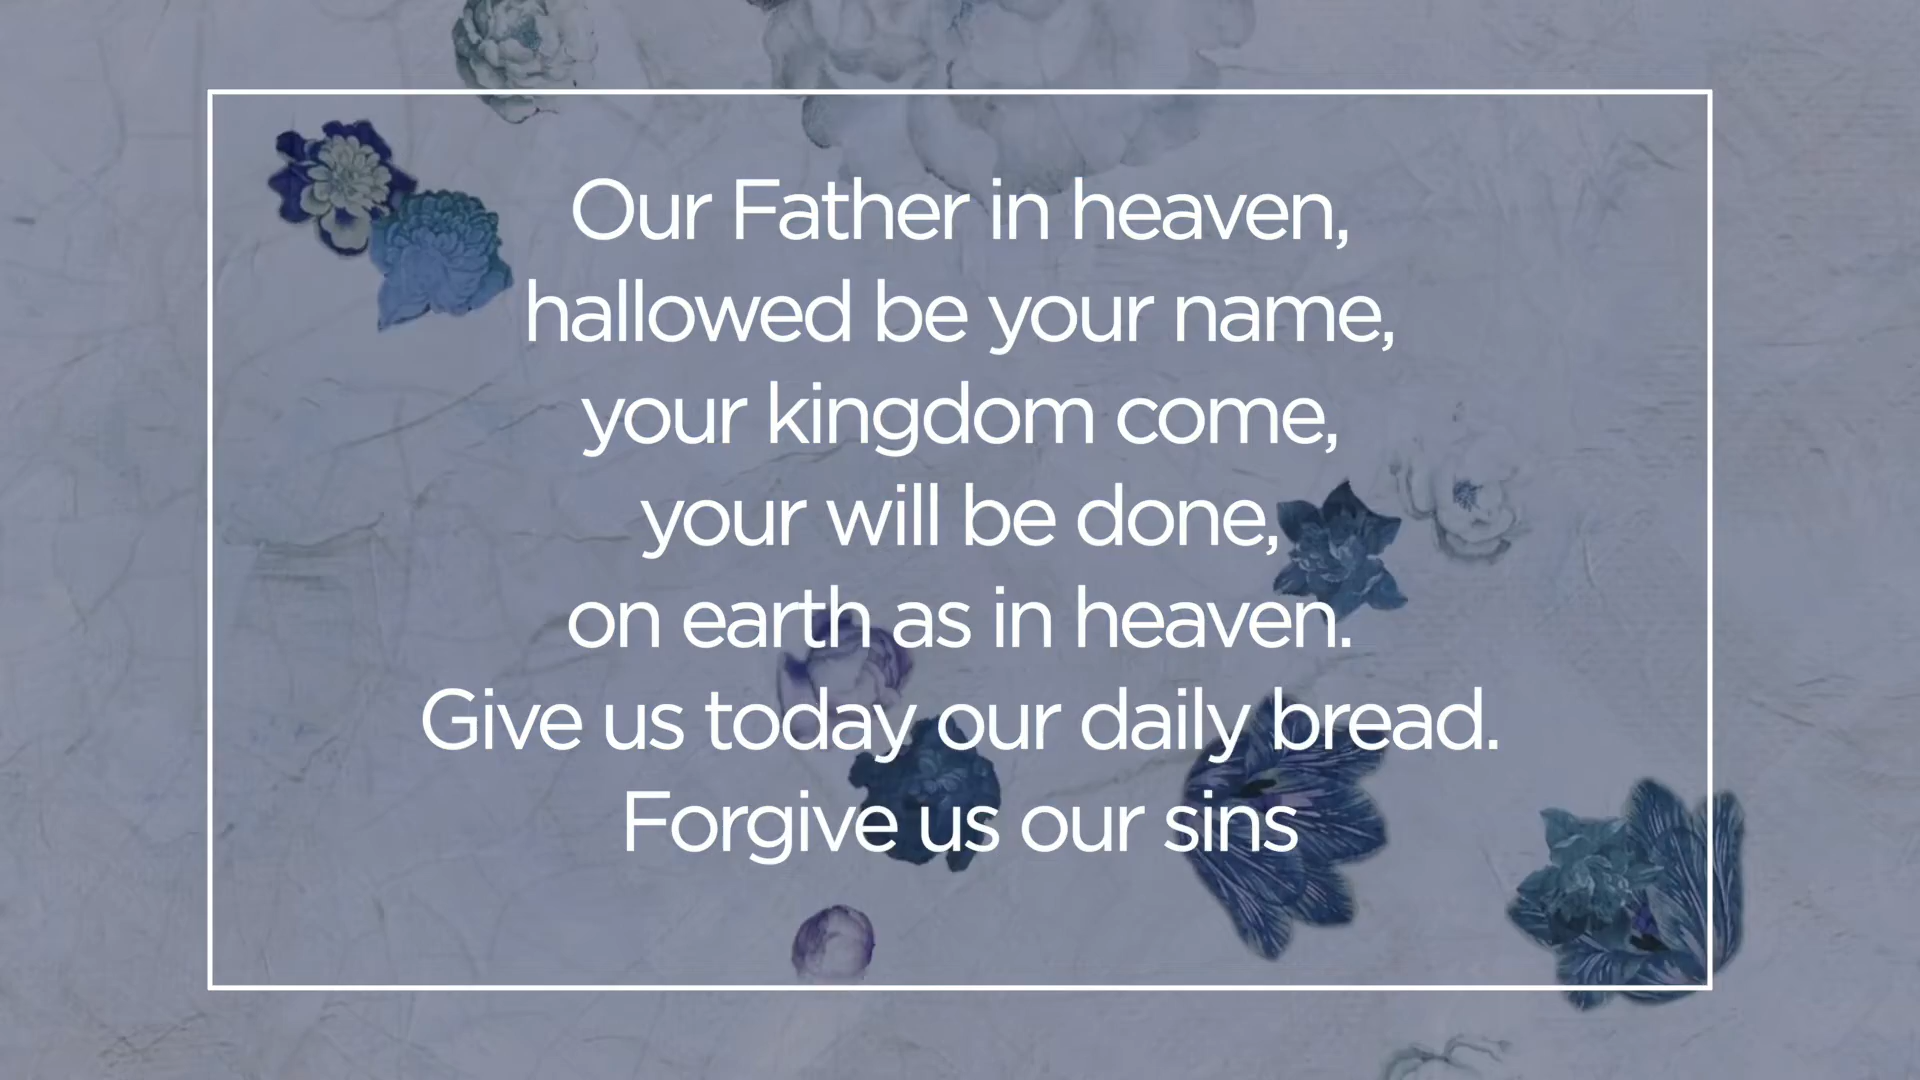 Our Father in heaven,
hallowed be your name,
your kingdom come,
your will be done,
on earth as in heaven.
Give us today our daily bread.
Forgive us our sins